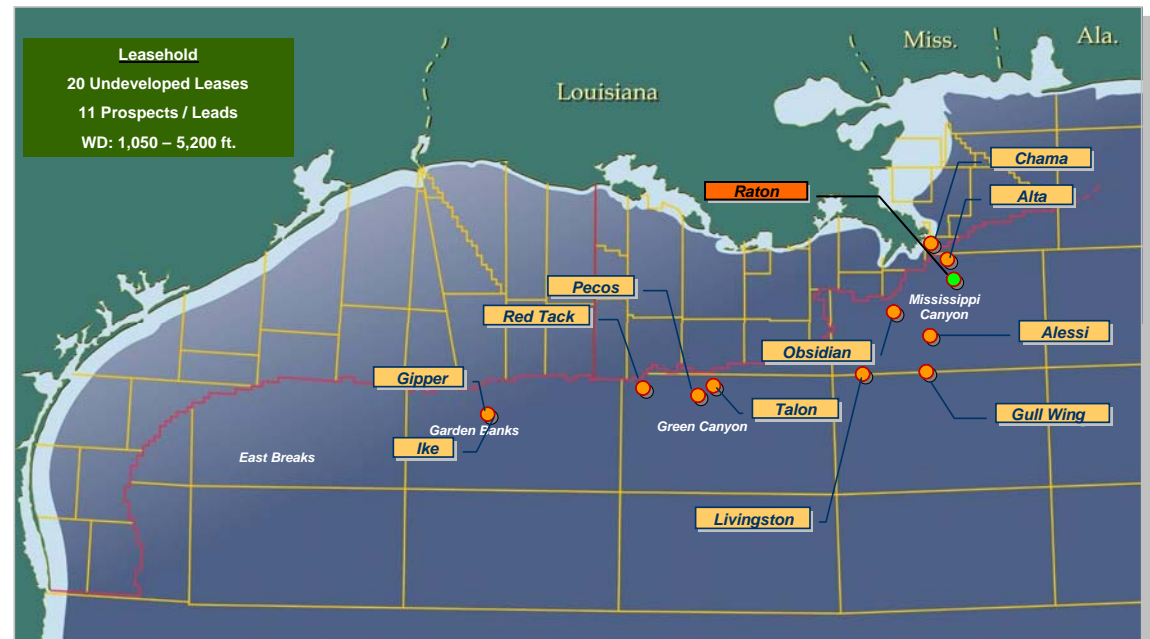 Leasehold
20 Undeveloped Leases
11 Prospects / Leads
WD: 1,050 – 5,200 ft.
Louisiana
Miss.
Ala.
Chama
Raton
Alta
Pecos
Red Tack
Mississippi
Canyon
Obsidian
Alessi
Gipper
Talon
Gull Wing
Garden Banks
Green Canyon
Ike
East Breaks
Livingston